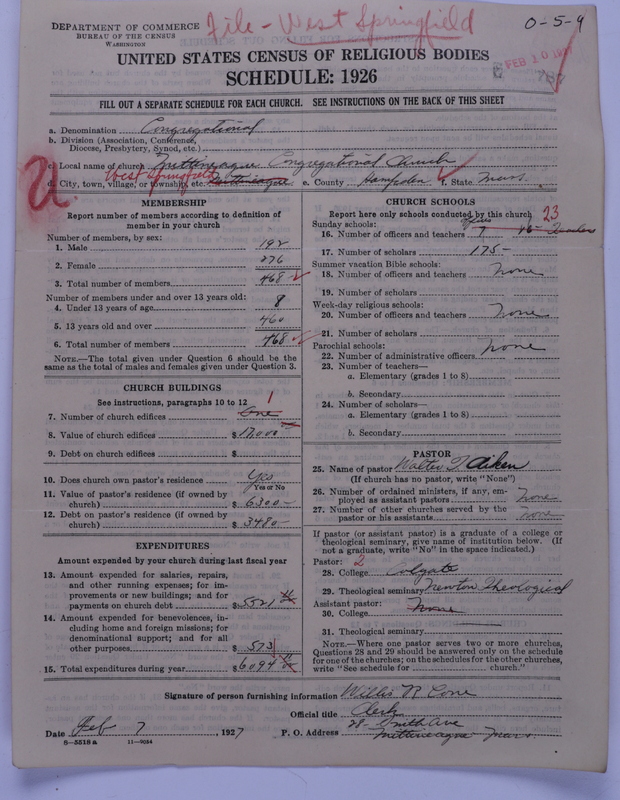 File - West Springfield
0-5-9
DEPARTMENT OF COMMERCE
BUREAU OF THE CENSUS
WASHINGTON
UNITED STATES CENSUS OF RELIGIOUS BODIES
SCHEDULE: 1926
FEB 10 1927
FILL OUT A SEPARATE SCHEDULE FOR EACH CHURCH. SEE INSTRUCTIONS ON THE BACK OF THIS SHEET
a. Denomination Congregational
b. Division (Association, Conference, Diocese, Presbytery, Synod, etc.)
c. Local name of church Mittineague Congregational Church
West Springfield
d. City, town, village, or township, etc. Mittineague e. County Hampden f. State Mass.
MEMBERSHIP
Report number of members according to definition of member in your church
Number of members, by sex:
1. Male 192
2. Female 276
3. Total number of members 468
Number of members under and over 13 years old:
4. Under 13 years of age 8
5. 13 years old and over 460
6. Total number of members 468
NOTE.—The total given under Question 6 should be the same as the total of males and females given under Question 3.
CHURCH BUILDINGS
See instructions, paragraphs 10 to 12
7. Number of church edifices One 1
8. Value of church edifices $17,000
9. Debt on church edifices $
10. Does church own pastor's residence Yes
Yes or No
11. Value of pastor's residence (if owned by church) $6300-
12. Debt on pastor's residence (if owned by church) $3480-
EXPENDITURES
Amount expended by your church during last fiscal year
13. Amount expended for salaries, repairs, and other running expenses; for improvements or new buildings; and for payments on church debt $5521
14. Amount expended for benevolences, including home and foreign missions; for denominational support; and for all other purposes $573
15. Total expenditures during year $6094
CHURCH SCHOOLS
Report here only schools conducted by this church
Sunday schools:
16. Number of officers and teachers 7 16 Teachers 23
17. Number of scholars 175-
Summer vacation Bible schools:
18. Number of officers and teachers None
19. Number of scholars
Week-day religious schools:
20. Number of officers and teachers None
21. Number of scholars
Parochial schools:
22. Number of administrative officers None
23. Number of teachers—
a. Elementary (grades 1 to 8)
b. Secondary
24. Number of scholars—
a. Elementary (grades 1 to 8)
b. Secondary
PASTOR
25. Name of pastor Walter T. Aiken
(If church has no pastor, write "None")
26. Number of ordained ministers, if any, employed as assistant pastors None
27. Number of other churches served by the pastor or his assistants None
If pastor (or assistant pastor) is a graduate of a college or theological seminary, give name of institution below. (If not a graduate, write "No" in the space indicated.)
Pastor: 2
28. College Colgate
29. Theological seminary Newton Theological
Assistant pastor:
30. College None
31. Theological seminary
NOTE.—Where one pastor serves two or more churches, Questions 28 and 29 should be answered only on the schedule for one of the churches; on the schedules for the other churches, write "See schedule for church."
Signature of person furnishing information Willis R Cone
Official title Clerk
28 Smith Ave
Date Feb 7 1927 P. O. Address Mittineague Mass.
8-5518a 11-9034